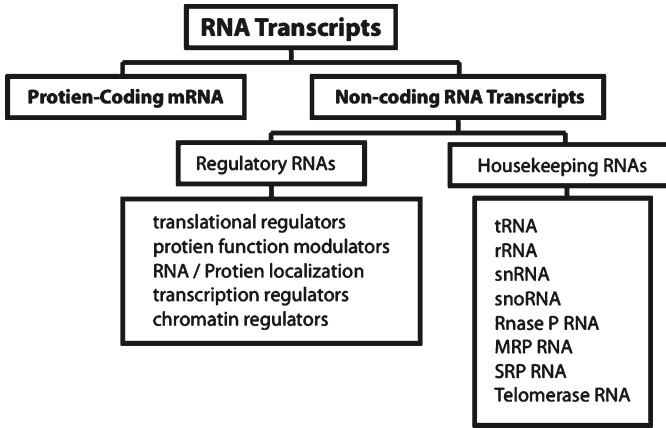 RNA Transcripts
Protien-Coding mRNA
Non-coding RNA Transcripts
Regulatory RNAs
Housekeeping RNAs
translational regulators
protien function modulators
RNA / Protien localization
transcription regulators
chromatin regulators
tRNA
rRNA
snRNA
snoRNA
Rnase P RNA
MRP RNA
SRP RNA
Telomerase RNA